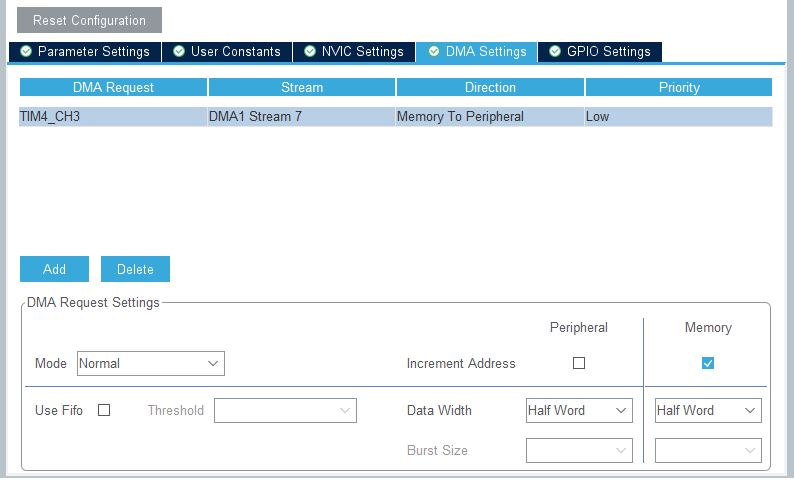 Reset Configuration
Parameter Settings User Constants NVIC Settings DMA Settings GPIO Settings
DMA Request Stream Direction Priority
TIM4_CH3 DMA1 Stream 7 Memory To Peripheral Low
Add Delete
DMA Request Settings
Peripheral Memory
Mode Normal Increment Address
Use Fifo Threshold Data Width Half Word Half Word
Burst Size